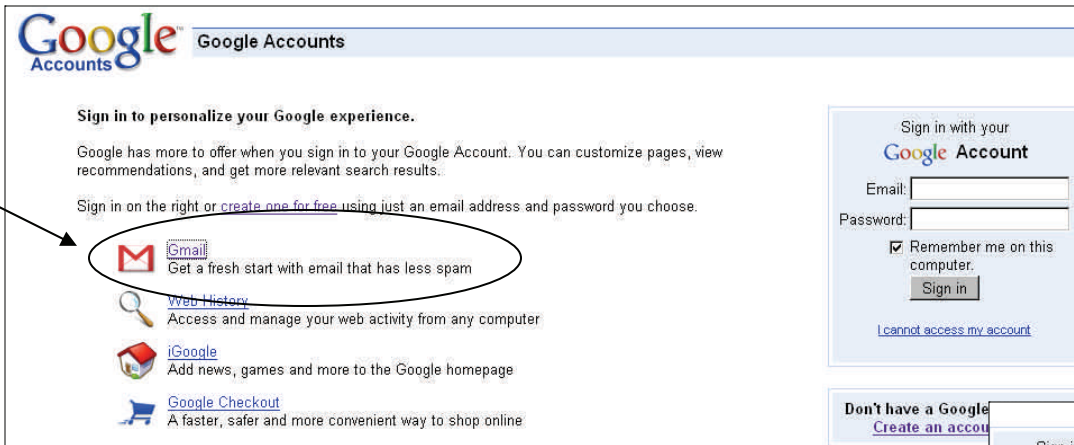 Google™
Accounts
Google Accounts
Sign in to personalize your Google experience.
Google has more to offer when you sign in to your Google Account. You can customize pages, view
recommendations, and get more relevant search results.
Sign in on the right or create one for free using just an email address and password you choose.
Gmail
Get a fresh start with email that has less spam
Web History
Access and manage your web activity from any computer
iGoogle
Add news, games and more to the Google homepage
Google Checkout
A faster, safer and more convenient way to shop online
Sign in with your
Google Account
Email:
Password:
Remember me on this
computer.
Sign in
I cannot access my account
Don't have a Google
Create an accou